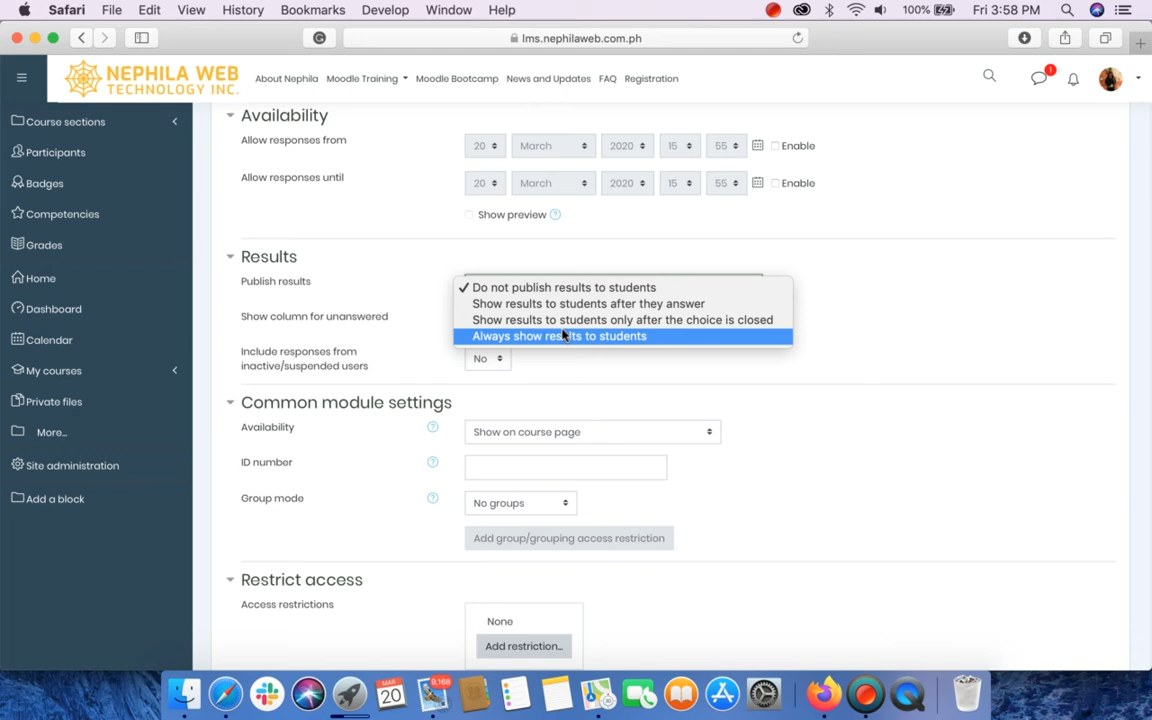 Safari File Edit View History Bookmarks Develop Window Help 100% Fri 3:58 PM
lms.nephilaweb.com.ph
NEPHILA WEB
TECHNOLOGY INC.
About Nephila Moodle Training Moodle Bootcamp News and Updates FAQ Registration 1
Course sections
Participants
Badges
Competencies
Grades
Home
Dashboard
Calendar
My courses
Private files
More...
Site administration
Add a block
Availability
Allow responses from 20 March 2020 15 55 Enable
Allow responses until 20 March 2020 15 55 Enable
Show preview
Results
Publish results
Do not publish results to students
Show results to students after they answer
Show results to students only after the choice is closed
Always show results to students
Show column for unanswered
Include responses from
inactive/suspended users
No
Common module settings
Availability Show on course page
ID number
Group mode No groups
Add group/grouping access restriction
Restrict access
Access restrictions
None
Add restriction...
MAR
20
9,168